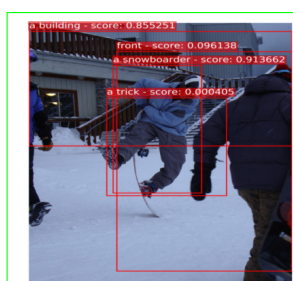 a building - score: 0.855251
front - score: 0.096138
a snowboarder - score: 0.913662
a trick - score: 0.000405